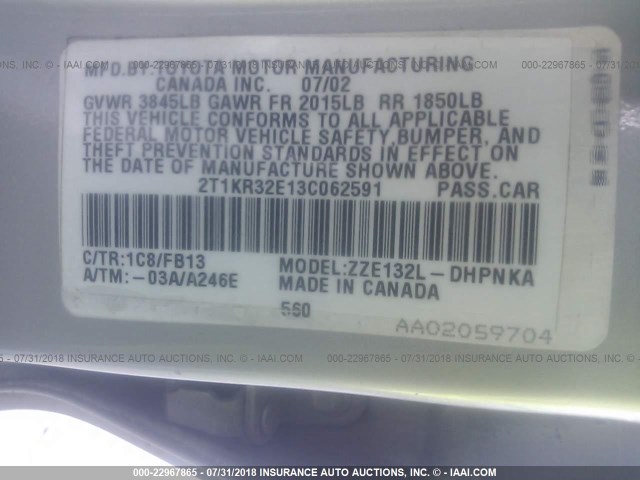 MFD.BY:TOYOTA MOTOR MANUFACTURING
CANADA INC. 07/02
GVWR 3845LB GAWR FR 2015LB RR 1850LB
THIS VEHICLE CONFORMS TO ALL APPLICABLE
FEDERAL MOTOR VEHICLE SAFETY,BUMPER, AND
THEFT PREVENTION STANDARDS IN EFFECT ON
THE DATE OF MANUFACTURE SHOWN ABOVE.
2T1KR32E13C062591 PASS.CAR
C/TR:1C8/FB13 MODEL:ZZE132L-DHPNKA
A/TM:-03A/A246E MADE IN CANADA
560
AA02059704
000-22967865 - 07/31/2018 INSURANCE AUTO AUCTIONS INC. - © - IAAI.COM